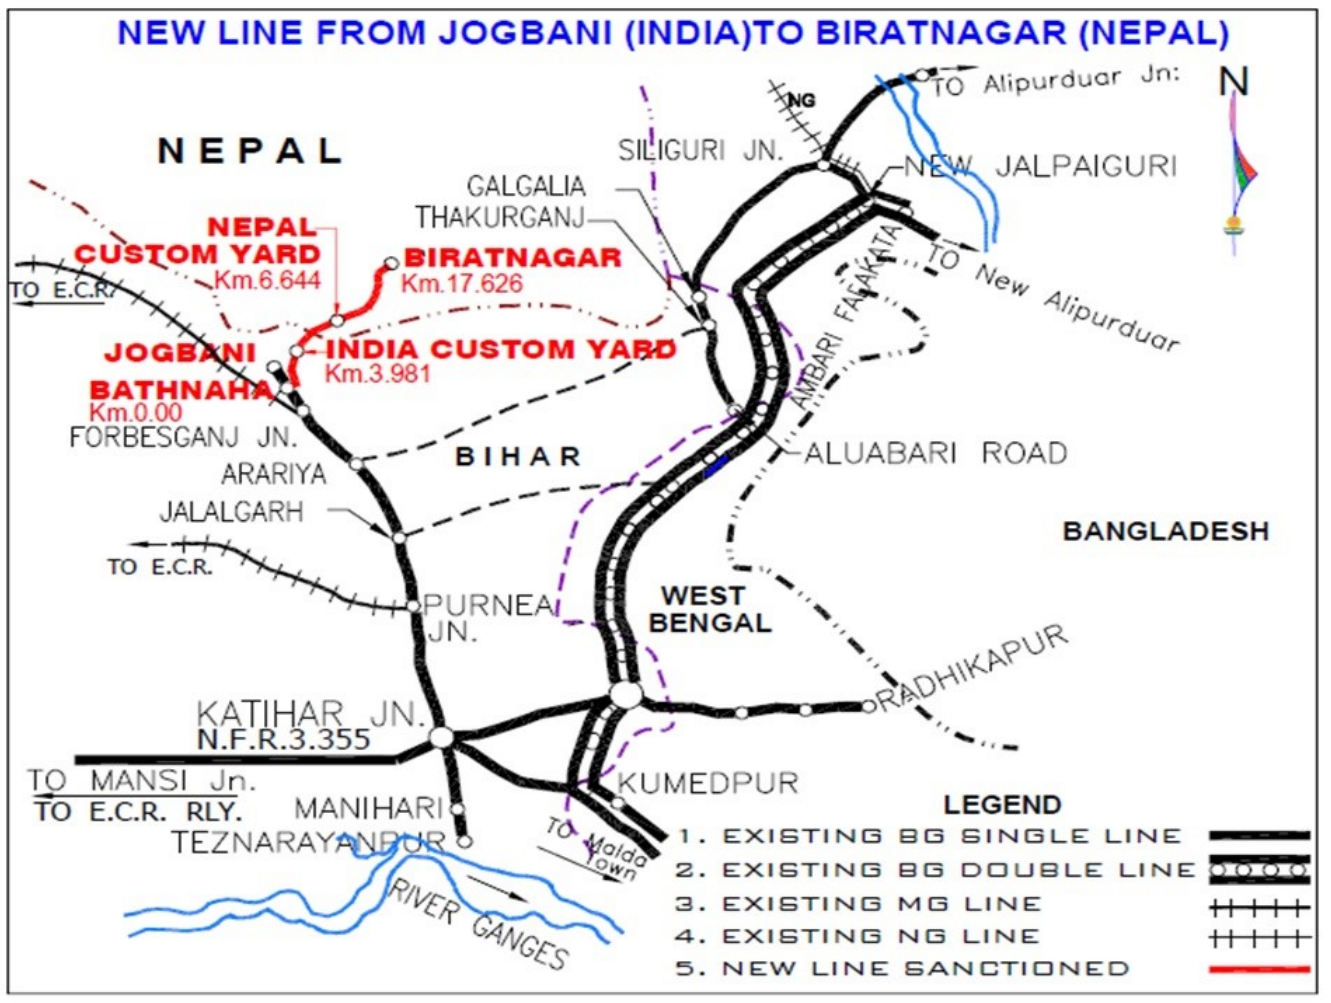 NEW LINE FROM JOGBANI (INDIA)TO BIRATNAGAR (NEPAL)
TO Alipurduar Jn:
N
NG
NEPAL
SILIGURI JN.
NEW JALPAIGURI
GALGALIA
THAKURGANJ
NEPAL
CUSTOM YARD
Km.6.644
BIRATNAGAR
Km.17.626
TO New Alipurduar
TO E.C.R.
AMBARI FALAKATA
JOGBANI
INDIA CUSTOM YARD
Km.3.981
BATHNAHA
Km.0.00
FORBESGANJ JN.
BIHAR
ALUABARI ROAD
ARARIYA
JALALGARH
BANGLADESH
TO E.C.R.
PURNEA
JN.
WEST
BENGAL
RADHIKAPUR
KATIHAR JN.
N.F.R.3.355
TO MANSI Jn.
TO E.C.R. RLY.
KUMEDPUR
MANIHARI
TEZNARAYANPUR
TO Malda
Town
RIVER GANGES
LEGEND
1. EXISTING BG SINGLE LINE
2. EXISTING BG DOUBLE LINE
3. EXISTING MG LINE
4. EXISTING NG LINE
5. NEW LINE SANCTIONED